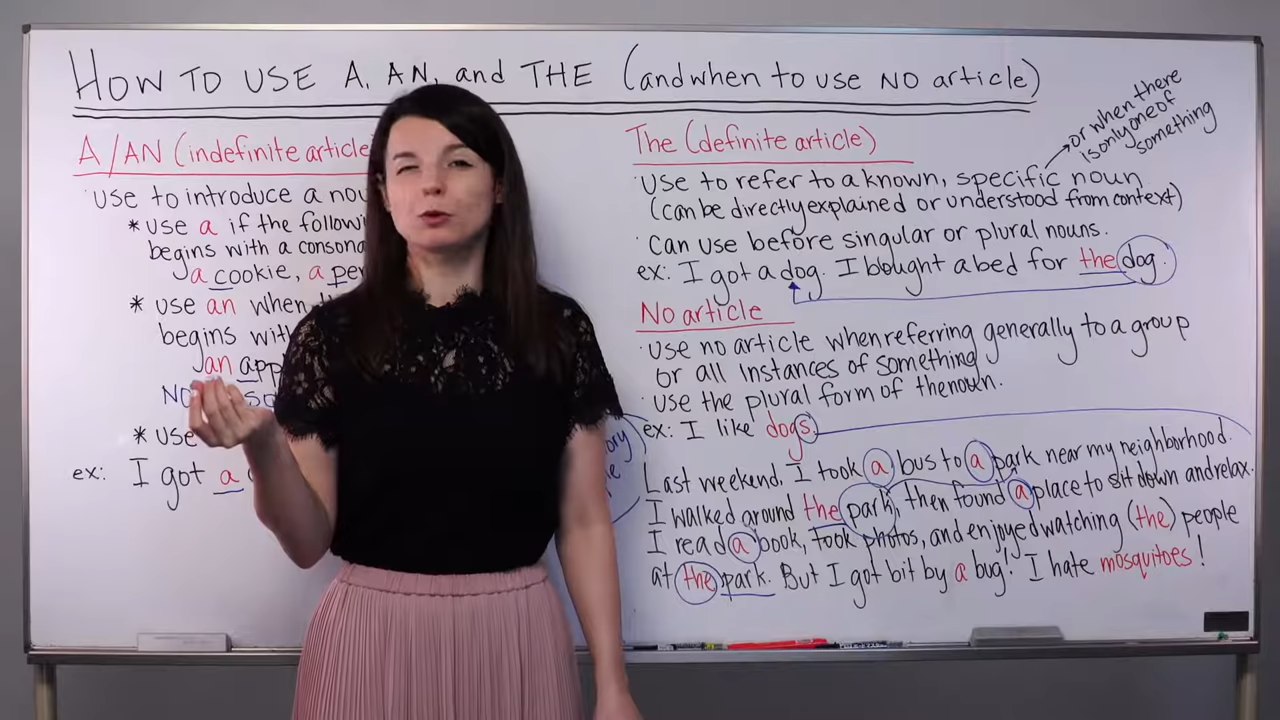 HOW TO USE A, AN, and THE (and when to use NO article)
A/AN (indefinite article
use to introduce a
* use a if the
begins with a
a cookie, a
* use an when
begins
an
* use
ex: I got a
The (definite article)
or when there
is only one of
something
· Use to refer to a known, specific noun
(can be directly explained or understood from context)
· Can use before singular or plural nouns.
ex: I got a dog. I bought a bed for the dog.
No article
· use no article when referring generally to a group
or all instances of something
· use the plural form of the noun.
ex: I like dogs.
Last weekend, I took a bus to a park near my neighborhood.
I walked around the park, then found a place to sit down and relax.
I read a book, took photos, and enjoyed watching (the) people
at the park. But I got bit by a bug! I hate mosquitoes!